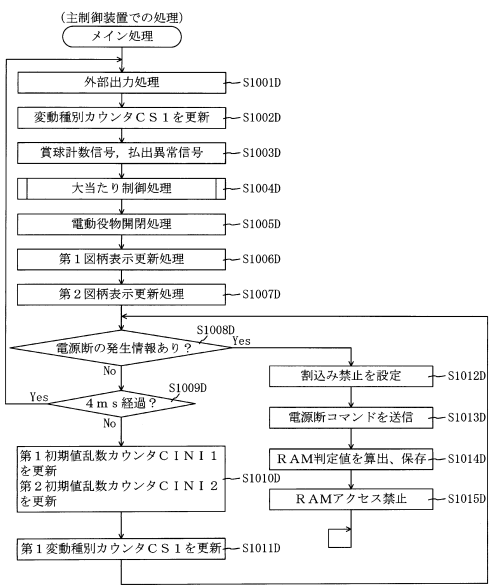 (主制御装置での処理)
メイン処理
外部出力処理
S1001D
変動種別カウンタCS1を更新
S1002D
賞球計数信号，払出異常信号
S1003D
大当たり制御処理
S1004D
電動役物開閉処理
S1005D
第1図柄表示更新処理
S1006D
第2図柄表示更新処理
S1007D
電源断の発生情報あり？
S1008D
Yes
No
4ms経過？
S1009D
Yes
No
第1初期値乱数カウンタCINI1
を更新
第2初期値乱数カウンタCINI2
を更新
S1010D
第1変動種別カウンタCS1を更新
S1011D
割込み禁止を設定
S1012D
電源断コマンドを送信
S1013D
RAM判定値を算出、保存
S1014D
RAMアクセス禁止
S1015D